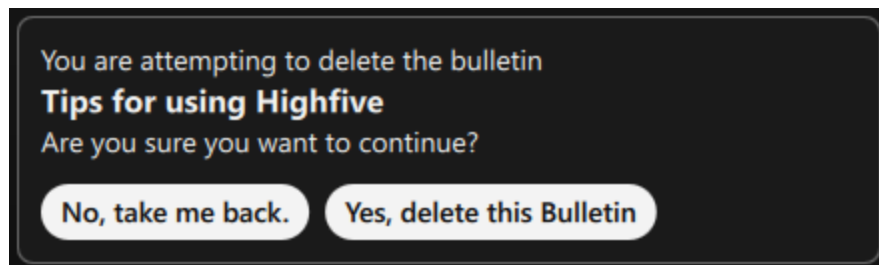 You are attempting to delete the bulletin
Tips for using Highfive
Are you sure you want to continue?
No, take me back. Yes, delete this Bulletin